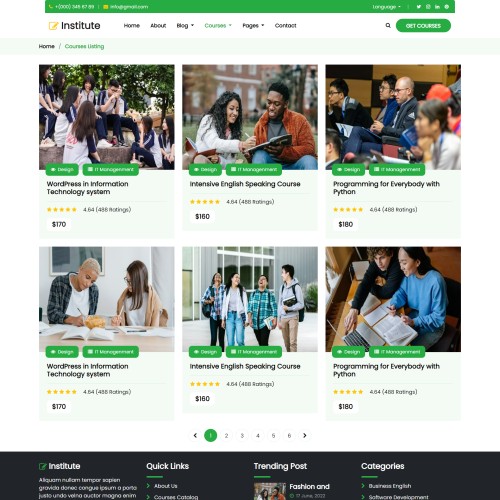 +(000) 345 67 89 | info@gmail.com
Language
Institute
Home About Blog Courses Pages Contact
GET COURSES
Home / Courses Listing
Design IT Management
Design IT Management
Design IT Management
WordPress in Information
Technology system
4.64 (488 Ratings)
$170
Intensive English Speaking Course
4.64 (488 Ratings)
$160
Programming for Everybody with
Python
4.64 (488 Ratings)
$180
Design IT Management
Design IT Management
Design IT Management
WordPress in Information
Technology system
4.64 (488 Ratings)
$170
Intensive English Speaking Course
4.64 (488 Ratings)
$160
Programming for Everybody with
Python
4.64 (488 Ratings)
$180
1 2 3 4 5 6
Institute
Aliquam nullam tempor sapien
gravida donec congue ipsum a porta
justo unda velna auctor magna enim
Quick Links
About Us
Courses Catalog
Trending Post
Fashion and
17 June, 2022
Categories
Business English
Software Development